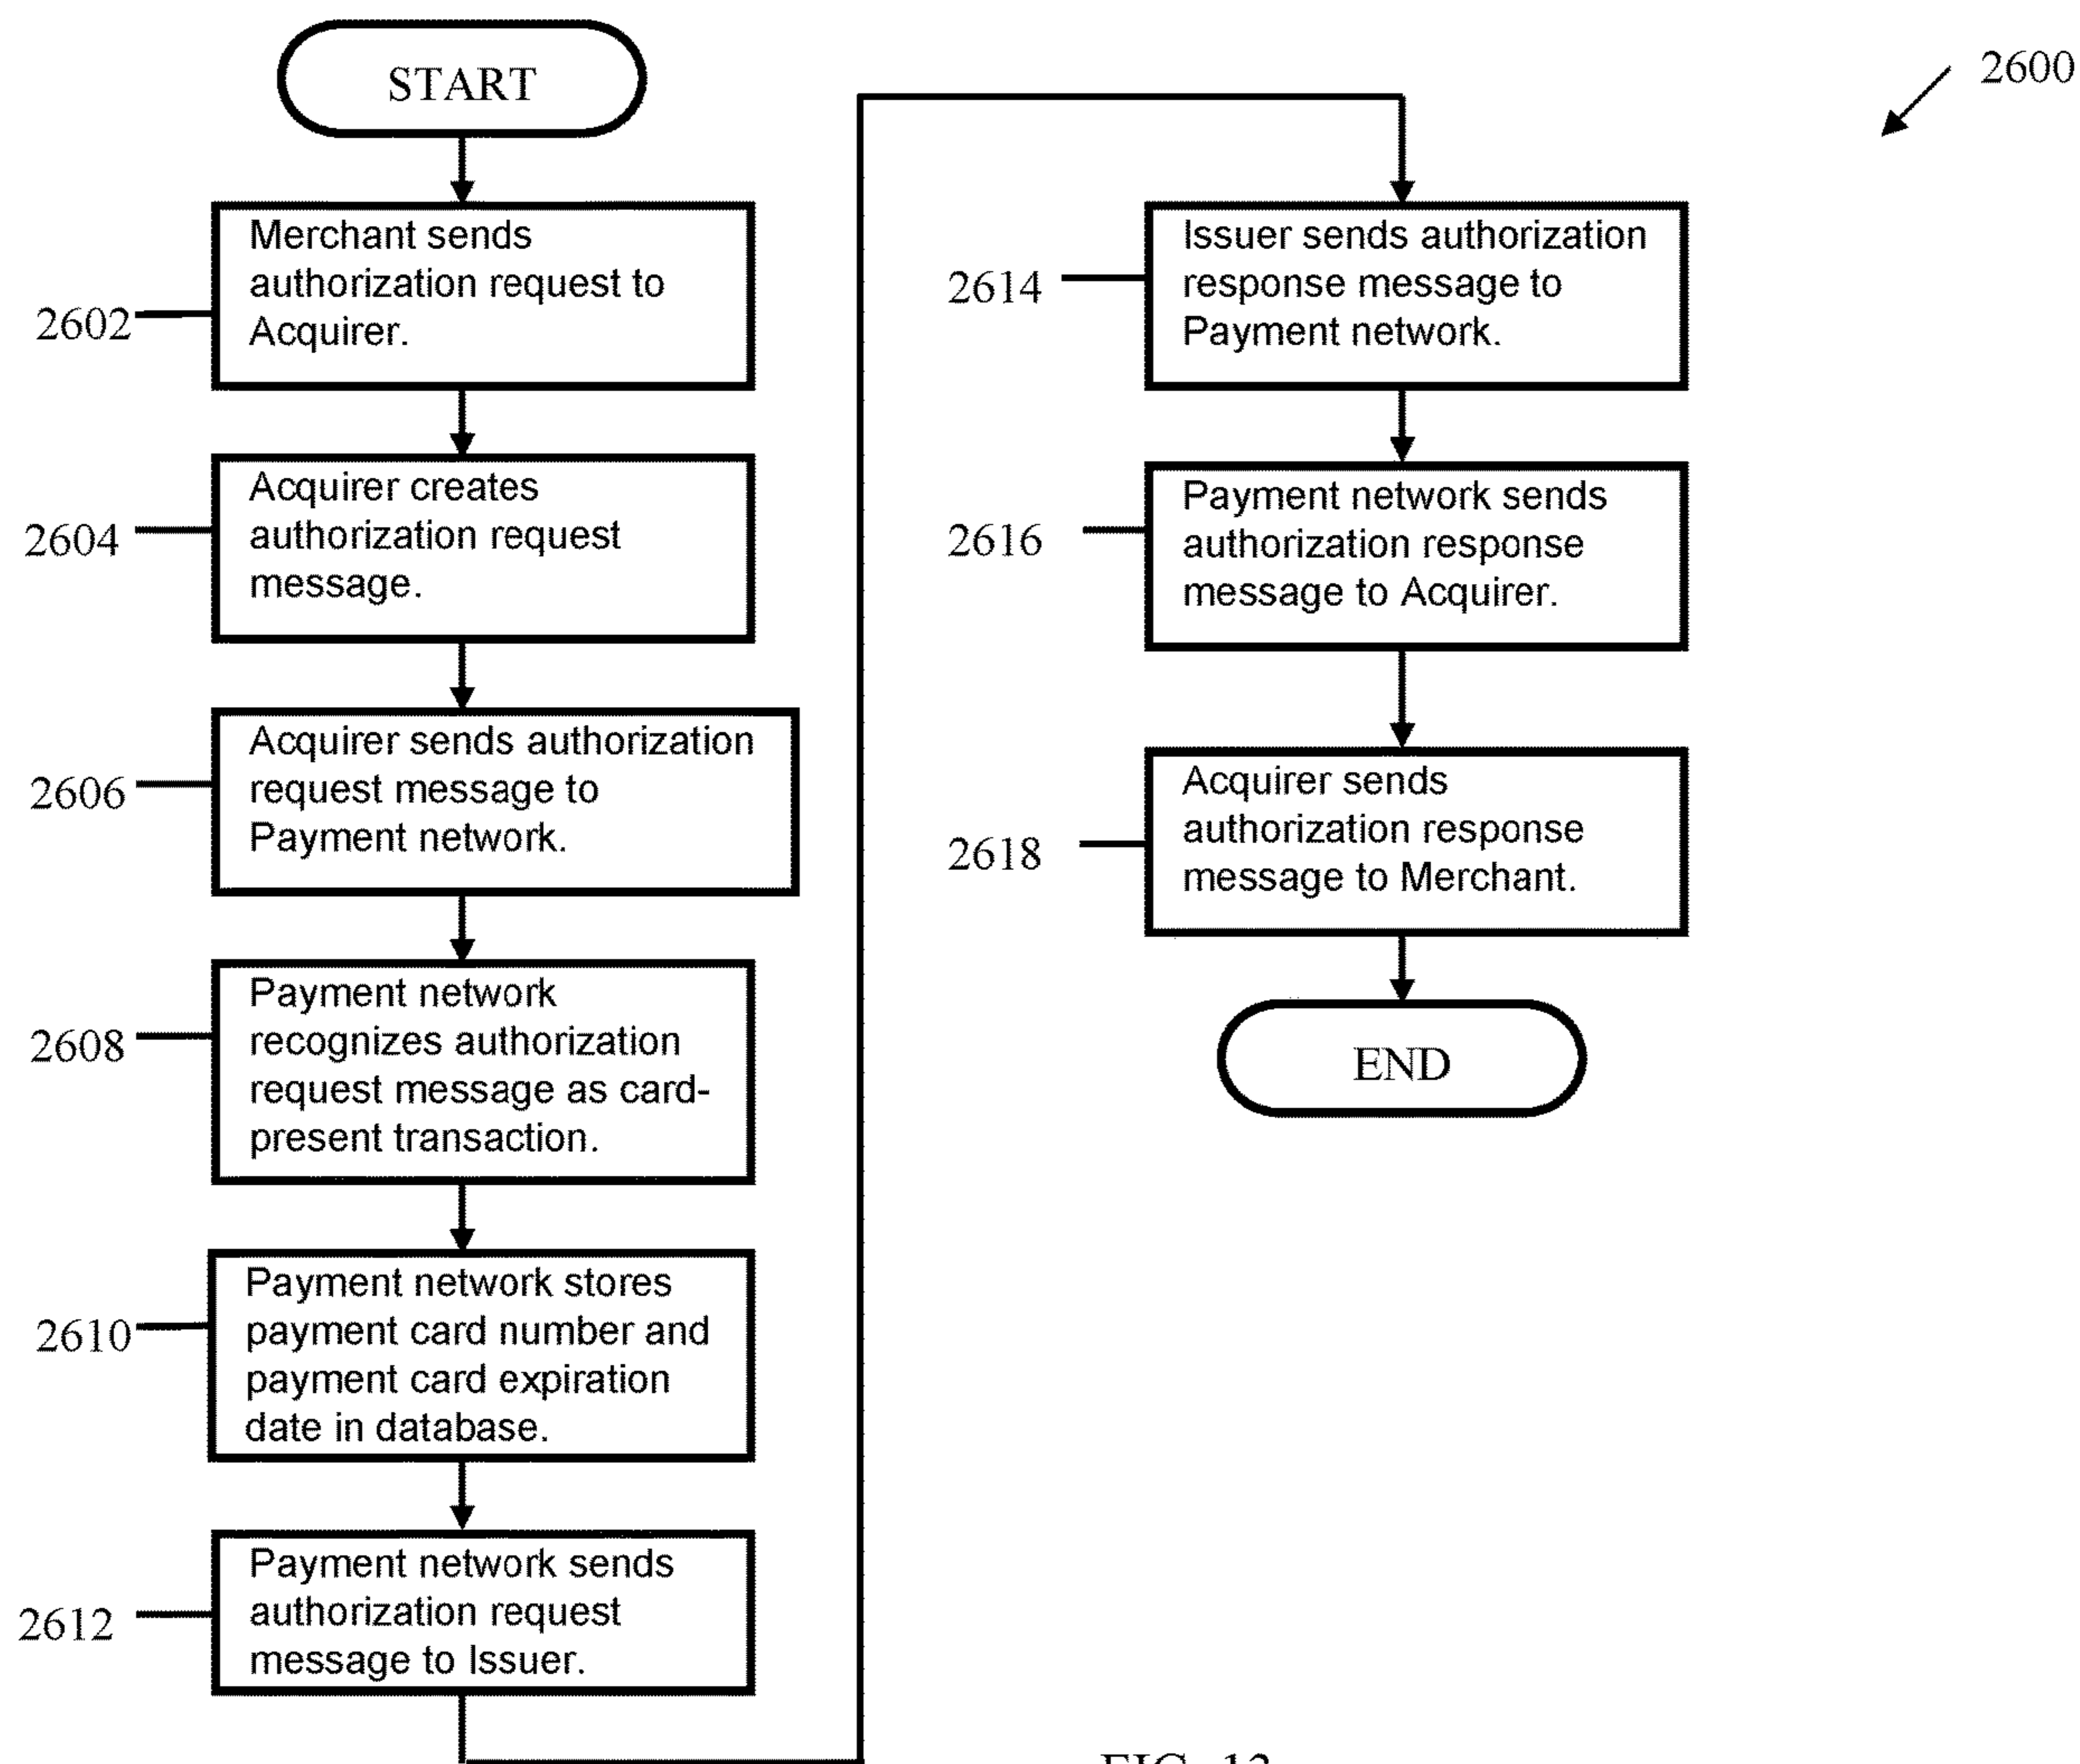 START
2600
2602
Merchant sends
authorization request to
Acquirer.
2604
Acquirer creates
authorization request
message.
2606
Acquirer sends authorization
request message to
Payment network.
2608
Payment network
recognizes authorization
request message as card-
present transaction.
2610
Payment network stores
payment card number and
payment card expiration
date in database.
2612
Payment network sends
authorization request
message to Issuer.
2614
Issuer sends authorization
response message to
Payment network.
2616
Payment network sends
authorization response
message to Acquirer.
2618
Acquirer sends
authorization response
message to Merchant.
END